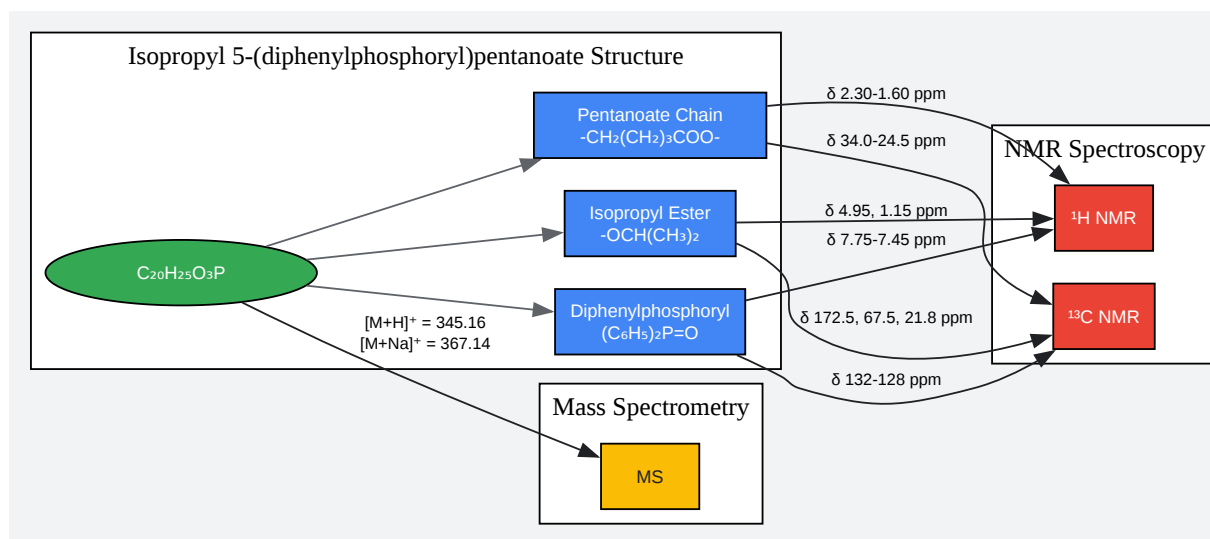 Isopropyl 5-(diphenylphosphoryl)pentanoate Structure
Pentanoate Chain
-CH₂(CH₂)₃COO-
Isopropyl Ester
-OCH(CH₃)₂
C₂₀H₂₅O₃P
Diphenylphosphoryl
(C₆H₅)₂P=O
[M+H]⁺ = 345.16
[M+Na]⁺ = 367.14
δ 2.30-1.60 ppm
δ 34.0-24.5 ppm
δ 4.95, 1.15 ppm
δ 7.75-7.45 ppm
δ 172.5, 67.5, 21.8 ppm
δ 132-128 ppm
NMR Spectroscopy
¹H NMR
¹³C NMR
Mass Spectrometry
MS